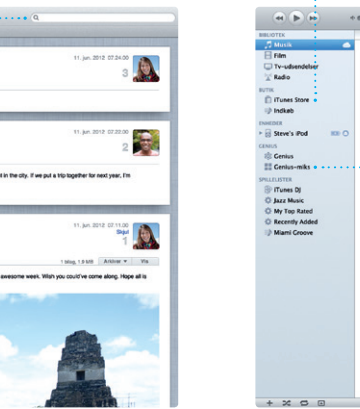 11. jun. 2012 07.24.00
3
11. jun. 2012 07.22.00
2
t in the city. If we put a trip together for next year, I'm
11. jun. 2012 07.11.00
Skjul
1
1 bilag, 1,9 MB Arkiver Vis
awesome week. Wish you could've come along. Hope all is
BIBLIOTEK
Musik
Film
Tv-udsendelser
Radio
BUTIK
iTunes Store
Indkøb
ENHEDER
Steve's iPod
GENIUS
Genius
Genius-miks
SPILLELISTER
iTunes DJ
Jazz Music
My Top Rated
Recently Added
Miami Groove